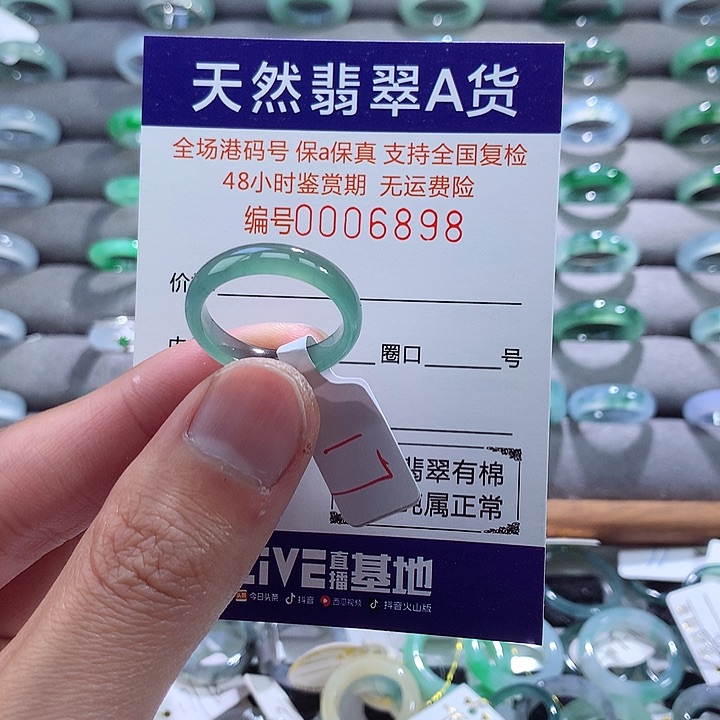 天然翡翠A货
全场港码号 保a保真 支持全国复检
48小时鉴赏期 无运费险
编号0006898
价
圈口 号
17
翡翠有棉
属正常
LIVE直播基地
头条 今日头条 抖音 西瓜视频 抖音火山版